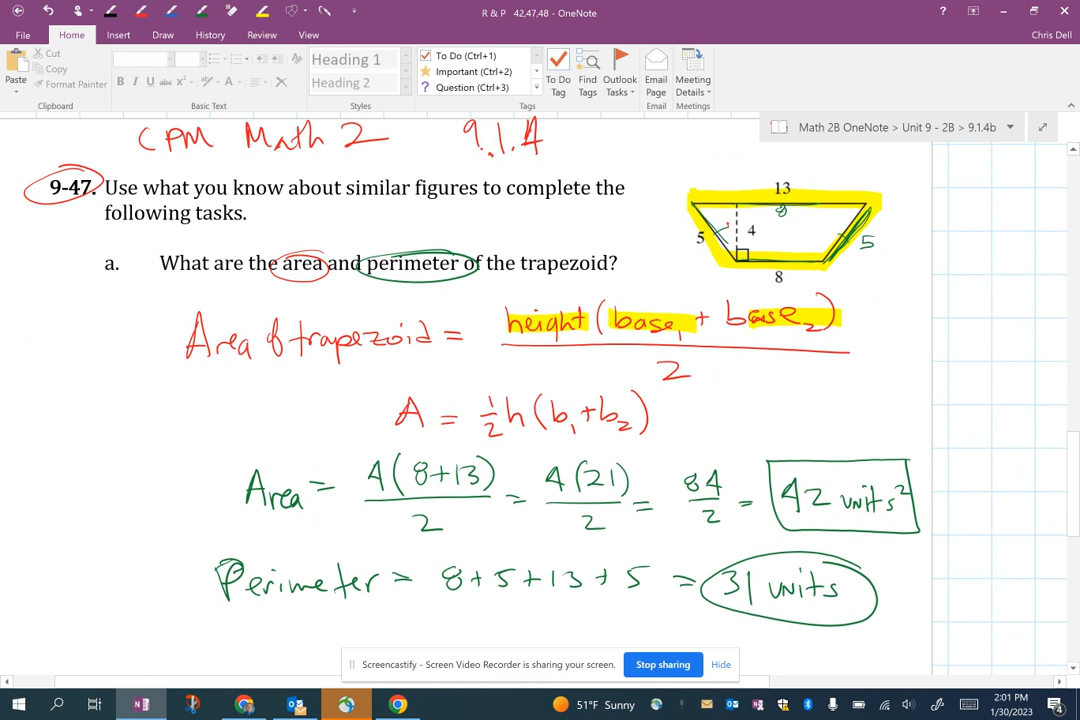 R & P 42,47,48 - OneNote
Chris Dell
File Home Insert Draw History Review View
Paste
Cut
Copy
Format Painter
Heading 1
Heading 2
To Do (Ctrl+1)
Important (Ctrl+2)
Question (Ctrl+3)
To Do Tag
Find Tags
Outlook Tasks
Email Page
Meeting Details
Clipboard Basic Text Styles Tags Email Meetings
Math 2B OneNote > Unit 9 - 2B > 9.1.4b
CPM Math 2 9.1.4
9-47. Use what you know about similar figures to complete the
following tasks.
13
8
5 4 5
8
a. What are the area and perimeter of the trapezoid?
Area of trapezoid = height (base₁ + base₂) / 2
A = ½h (b₁+b₂)
Area = 4(8+13)/2 = 4(21)/2 = 84/2 = 42 units²
Perimeter = 8+5+13+5 = 31 units
Screencastify - Screen Video Recorder is sharing your screen. Stop sharing Hide
51°F Sunny
2:01 PM
1/30/2023
4